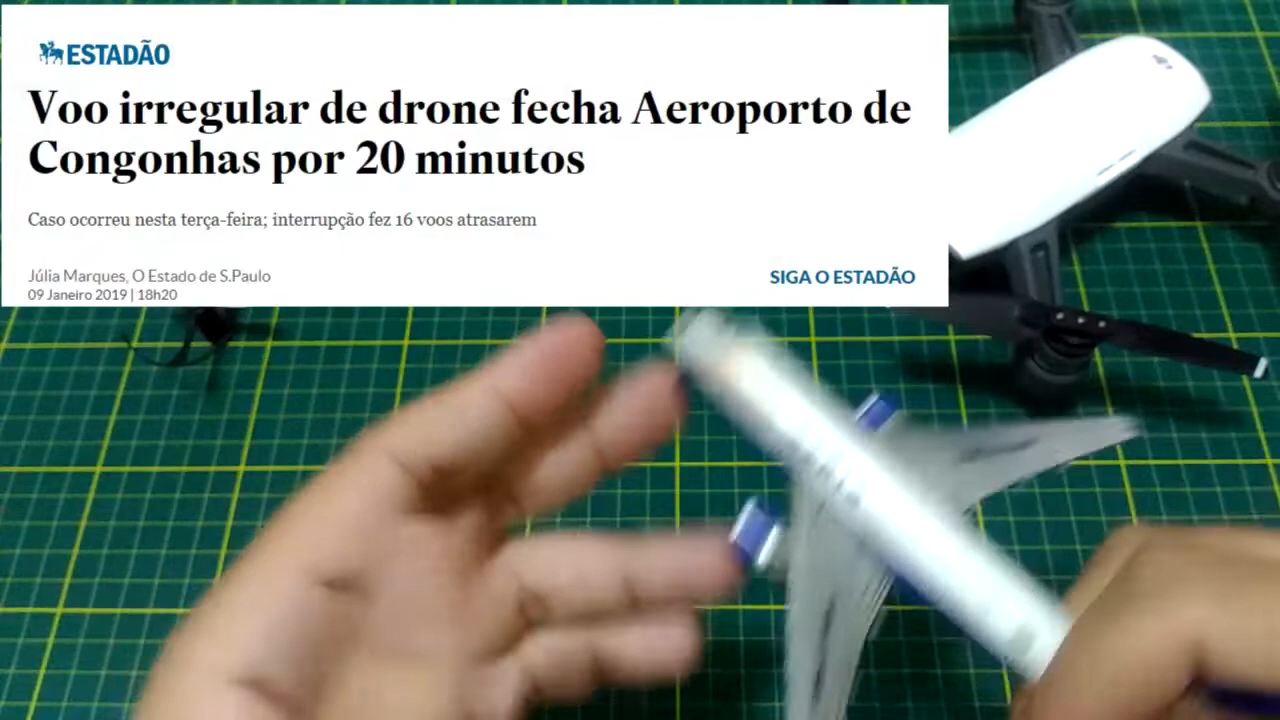 ESTADÃO
Voo irregular de drone fecha Aeroporto de
Congonhas por 20 minutos
Caso ocorreu nesta terça-feira; interrupção fez 16 voos atrasarem
Júlia Marques, O Estado de S.Paulo
09 Janeiro 2019 | 18h20
SIGA O ESTADÃO